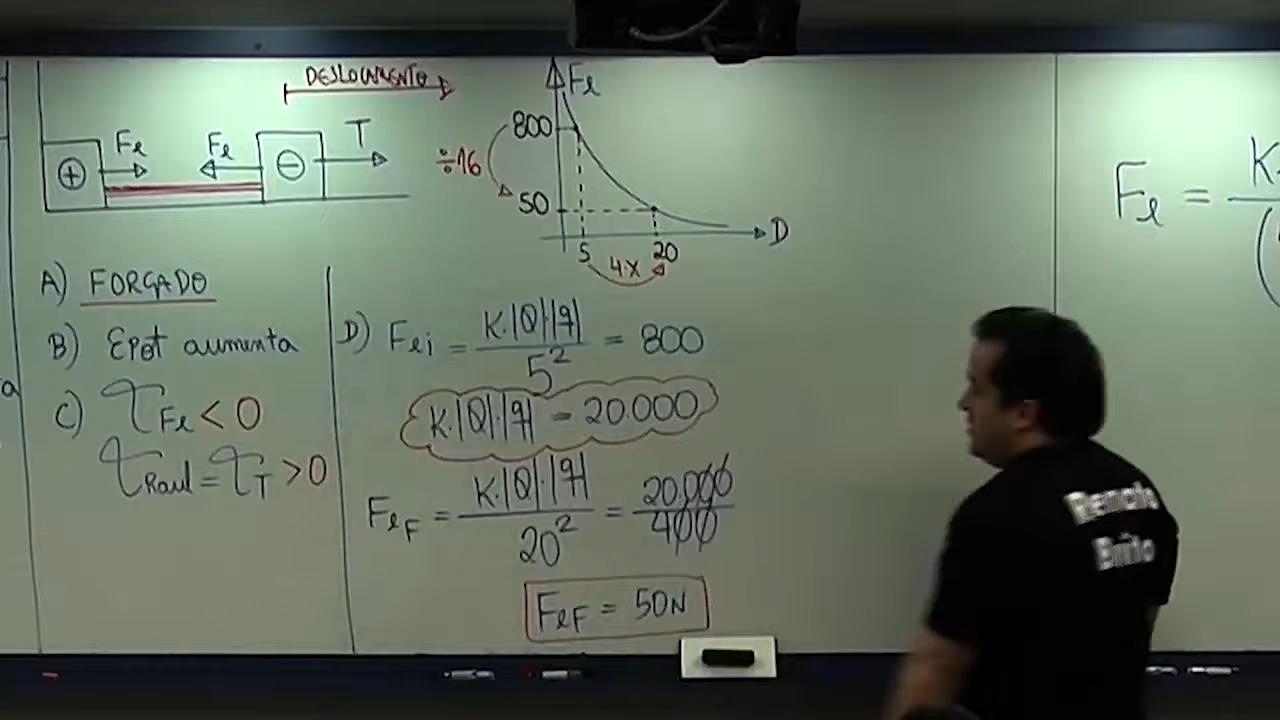 DESLOCAMENTO
⊕ Fe Fe ⊖ T
Fe
800
÷16
50
5 20 D
4x
A) FORÇADO
B) Epot aumenta
C) τFe < 0
τRaul = τT > 0
D) Fei = K.|Q|.|q| / 5² = 800
K.|Q|.|q| = 20.000
FeF = K.|Q|.|q| / 20² = 20.000 / 400
FeF = 50N
Fe = K
a
Renato
Brito